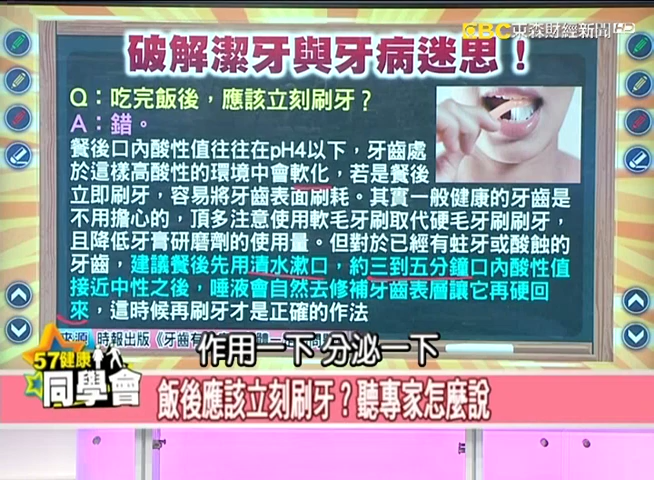 EBC東森財經新聞HD
破解潔牙與牙病迷思！
Q：吃完飯後，應該立刻刷牙？
A：錯。
餐後口內酸性值往往在pH4以下，牙齒處
於這樣高酸性的環境中會軟化，若是餐後
立即刷牙，容易將牙齒表面刷耗。其實一般健康的牙齒是
不用擔心的，頂多注意使用軟毛牙刷取代硬毛牙刷刷牙，
且降低牙膏研磨劑的使用量。但對於已經有蛀牙或酸蝕的
牙齒，建議餐後先用清水漱口，約三到五分鐘口內酸性值
接近中性之後，唾液會自然去修補牙齒表層讓它再硬回
來，這時候再刷牙才是正確的作法
來源 時報出版《牙齒有
作用一下 分泌一下
57健康
同學會
飯後應該立刻刷牙？聽專家怎麼說